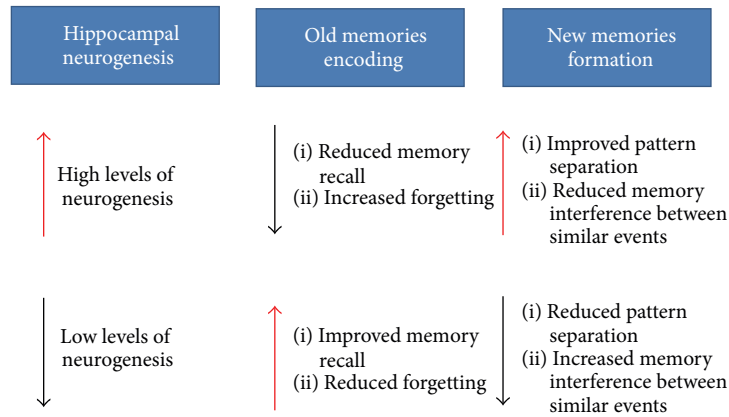 Hippocampal
neurogenesis
Old memories
encoding
New memories
formation
High levels of
neurogenesis
(i) Reduced memory
recall
(ii) Increased forgetting
(i) Improved pattern
separation
(ii) Reduced memory
interference between
similar events
Low levels of
neurogenesis
(i) Improved memory
recall
(ii) Reduced forgetting
(i) Reduced pattern
separation
(ii) Increased memory
interference between
similar events